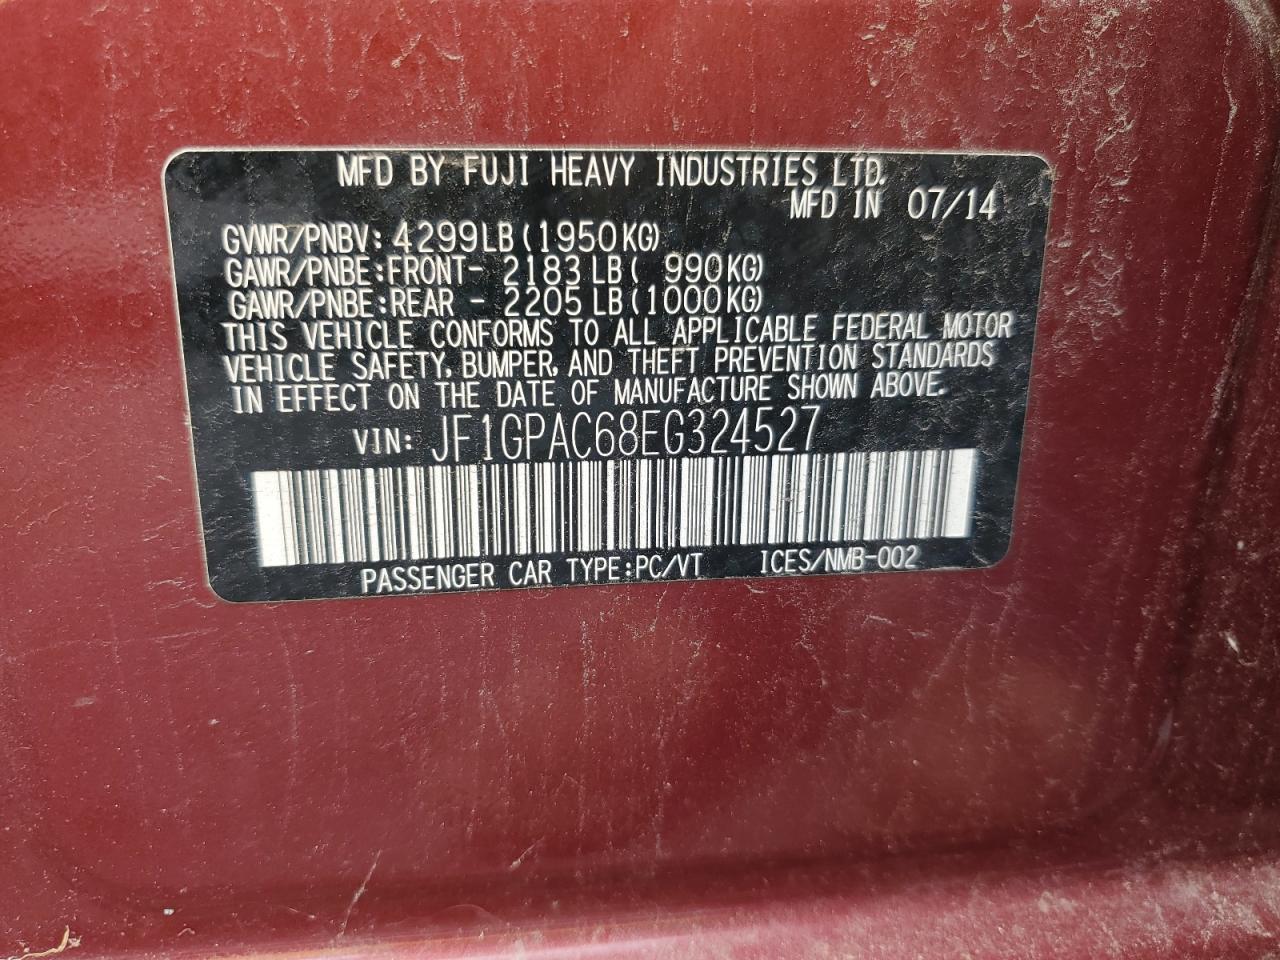 MFD BY FUJI HEAVY INDUSTRIES LTD.
MFD IN 07/14
GVWR/PNBV: 4299LB (1950KG)
GAWR/PNBE:FRONT- 2183LB( 990KG)
GAWR/PNBE:REAR - 2205LB(1000KG)
THIS VEHICLE CONFORMS TO ALL APPLICABLE FEDERAL MOTOR
VEHICLE SAFETY, BUMPER, AND THEFT PREVENTION STANDARDS
IN EFFECT ON THE DATE OF MANUFACTURE SHOWN ABOVE.
VIN: JF1GPAC68EG324527
PASSENGER CAR TYPE:PC/VT ICES/NMB-002